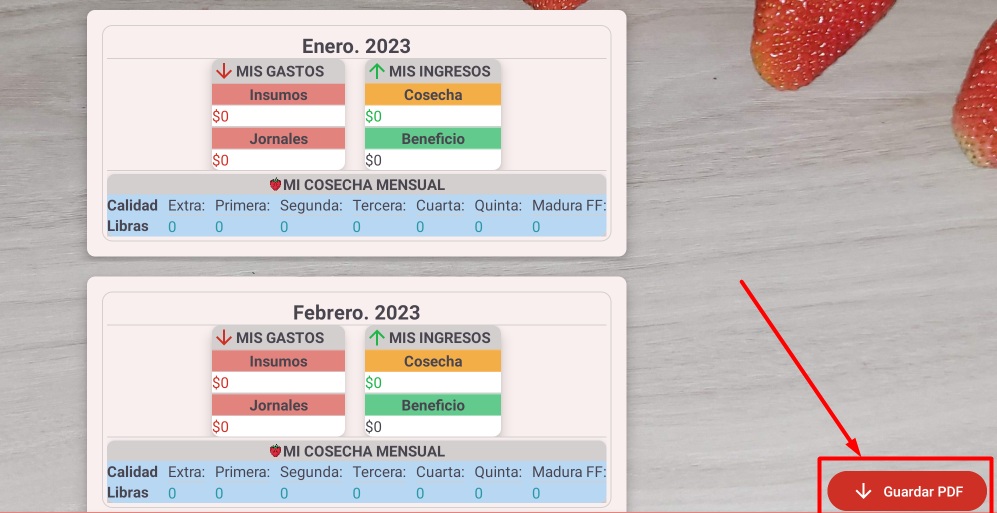 Enero. 2023
MIS GASTOS MIS INGRESOS
Insumos Cosecha
$0 $0
Jornales Beneficio
$0 $0
MI COSECHA MENSUAL
Calidad Extra: Primera: Segunda: Tercera: Cuarta: Quinta: Madura FF:
Libras 0 0 0 0 0 0 0
Febrero. 2023
MIS GASTOS MIS INGRESOS
Insumos Cosecha
$0 $0
Jornales Beneficio
$0 $0
MI COSECHA MENSUAL
Calidad Extra: Primera: Segunda: Tercera: Cuarta: Quinta: Madura FF:
Libras 0 0 0 0 0 0 0
Guardar PDF